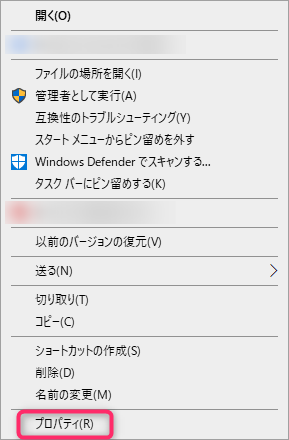 開く(O)
ファイルの場所を開く(I)
管理者として実行(A)
互換性のトラブルシューティング(Y)
スタート メニューからピン留めを外す
Windows Defender でスキャンする...
タスク バーにピン留めする(K)
以前のバージョンの復元(V)
送る(N)
切り取り(T)
コピー(C)
ショートカットの作成(S)
削除(D)
名前の変更(M)
プロパティ(R)